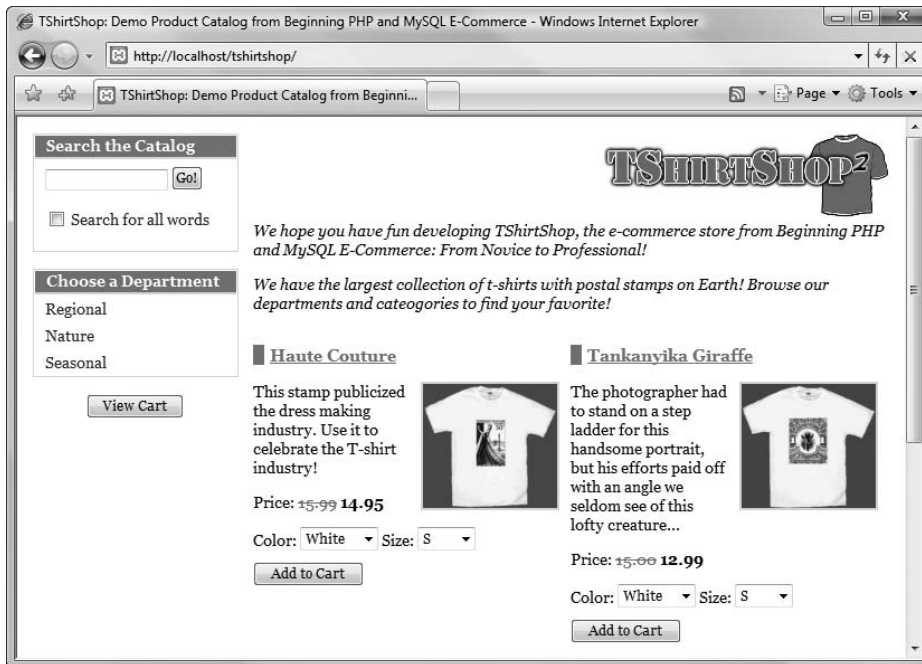 TShirtShop: Demo Product Catalog from Beginning PHP and MySQL E-Commerce - Windows Internet Explorer
http://localhost/tshirtshop/
TShirtShop: Demo Product Catalog from Beginni...
Page
Tools
Search the Catalog
Go!
Search for all words
Choose a Department
Regional
Nature
Seasonal
View Cart
TSHIRTSHOP2
We hope you have fun developing TShirtShop, the e-commerce store from Beginning PHP
and MySQL E-Commerce: From Novice to Professional!
We have the largest collection of t-shirts with postal stamps on Earth! Browse our
departments and cateogories to find your favorite!
Haute Couture
This stamp publicized
the dress making
industry. Use it to
celebrate the T-shirt
industry!
Price: 15.99 14.95
Color: White Size: S
Add to Cart
Tankanyika Giraffe
The photographer had
to stand on a step
ladder for this
handsome portrait,
but his efforts paid off
with an angle we
seldom see of this
lofty creature...
Price: 15.00 12.99
Color: White Size: S
Add to Cart